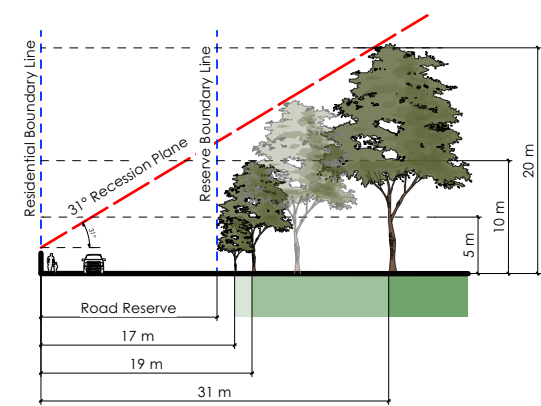 Residential Boundary Line
Reserve Boundary Line
31° Recession Plane
31°
20 m
10 m
5 m
Road Reserve
17 m
19 m
31 m